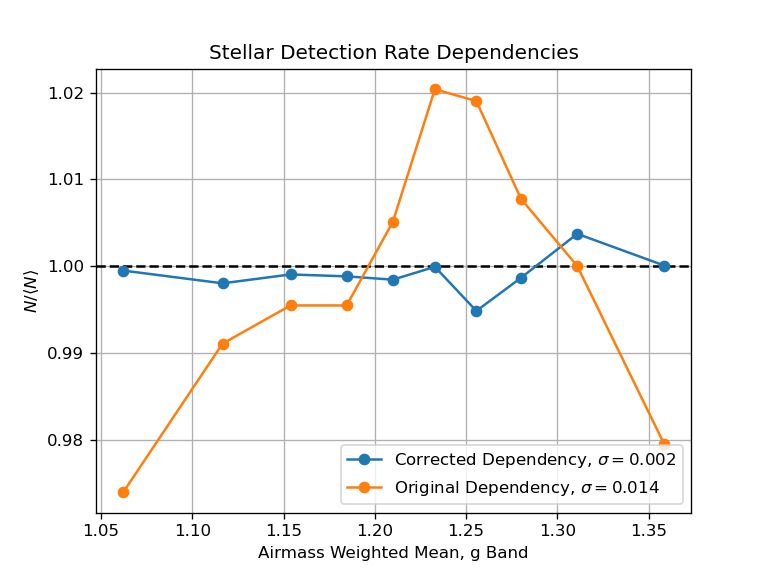 Stellar Detection Rate Dependencies
1.02
1.01
1.00
0.99
0.98
N/⟨N⟩
Corrected Dependency, σ = 0.002
Original Dependency, σ = 0.014
1.05 1.10 1.15 1.20 1.25 1.30 1.35
Airmass Weighted Mean, g Band